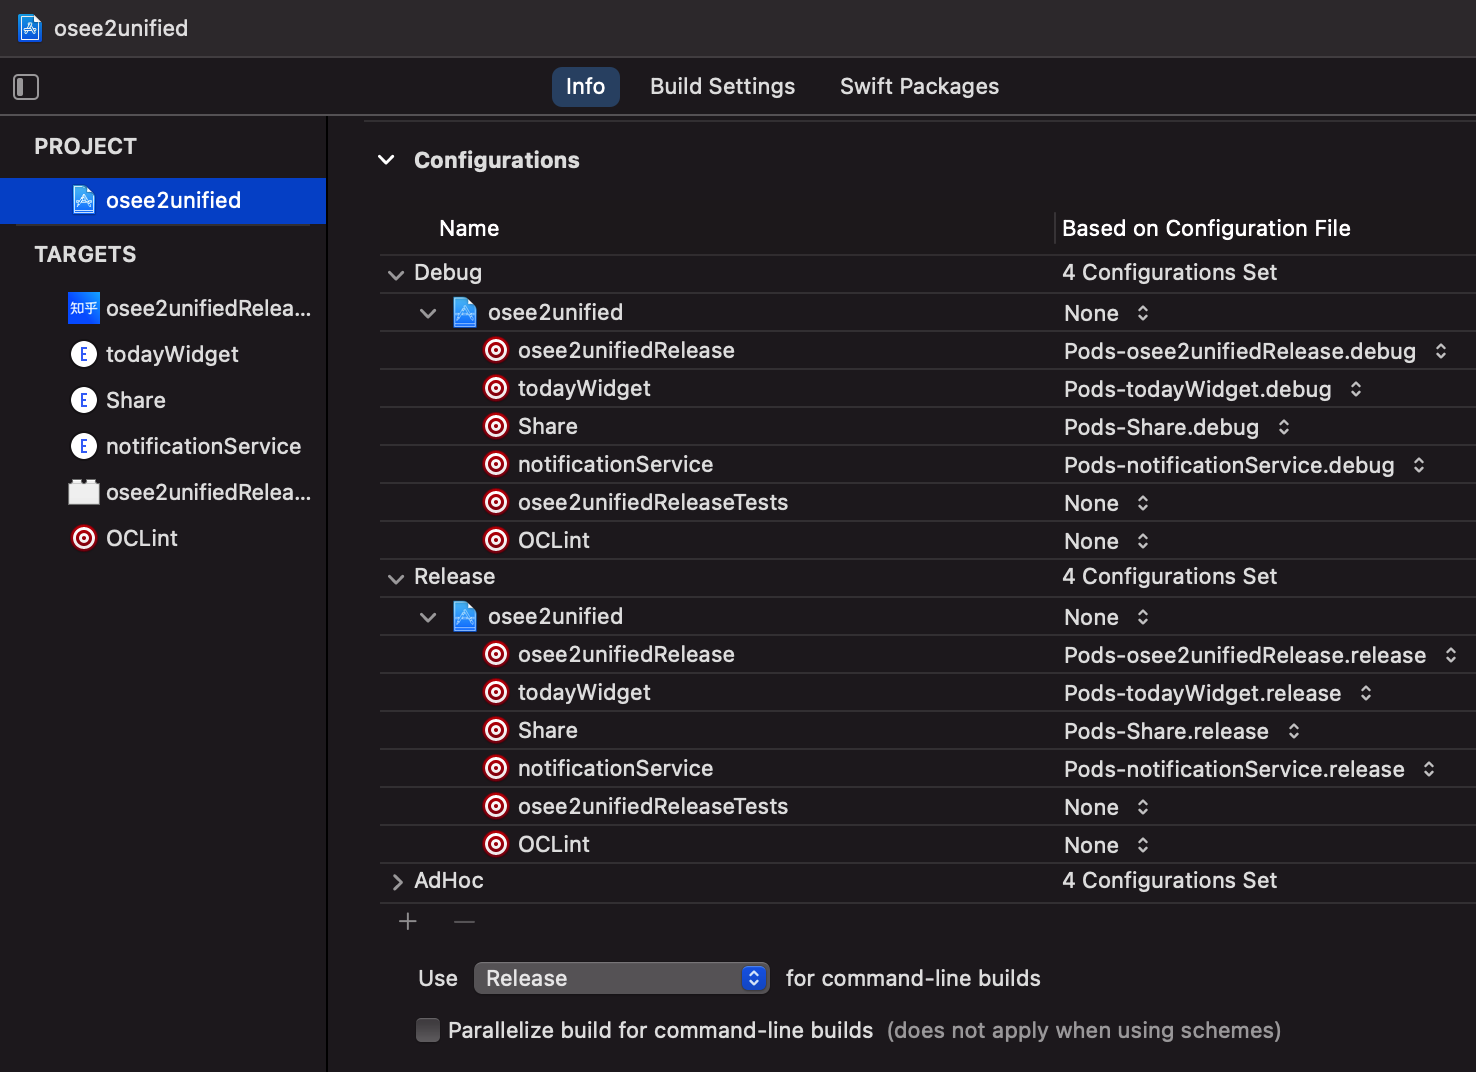 osee2unified
Info Build Settings Swift Packages
PROJECT
osee2unified
TARGETS
知乎 osee2unifiedRelea...
E todayWidget
E Share
E notificationService
osee2unifiedRelea...
OCLint
Configurations
Name Based on Configuration File
Debug 4 Configurations Set
osee2unified None
osee2unifiedRelease Pods-osee2unifiedRelease.debug
todayWidget Pods-todayWidget.debug
Share Pods-Share.debug
notificationService Pods-notificationService.debug
osee2unifiedReleaseTests None
OCLint None
Release 4 Configurations Set
osee2unified None
osee2unifiedRelease Pods-osee2unifiedRelease.release
todayWidget Pods-todayWidget.release
Share Pods-Share.release
notificationService Pods-notificationService.release
osee2unifiedReleaseTests None
OCLint None
AdHoc 4 Configurations Set
Use Release for command-line builds
Parallelize build for command-line builds (does not apply when using schemes)